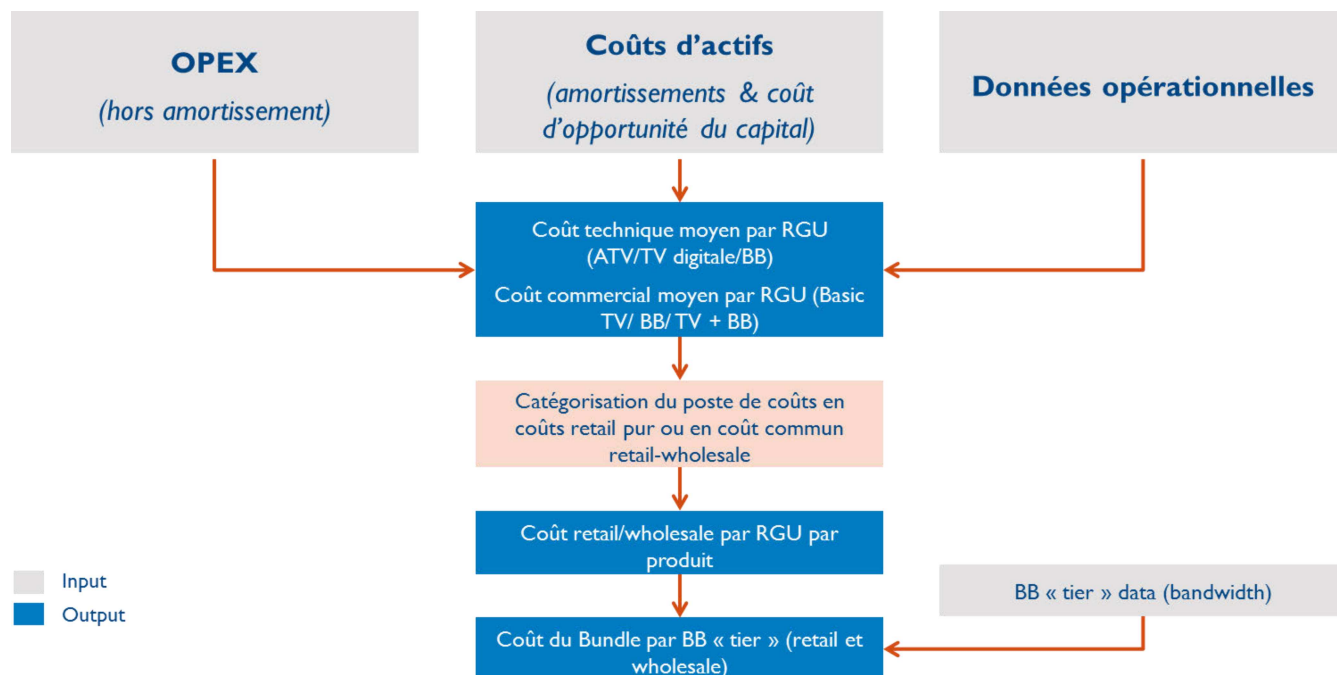 OPEX
(hors amortissement)
Coûts d’actifs
(amortissements & coût
d’opportunité du capital)
Données opérationnelles
Coût technique moyen par RGU
(ATV/TV digitale/BB)
Coût commercial moyen par RGU (Basic
TV/ BB/ TV + BB)
Catégorisation du poste de coûts en
coûts retail pur ou en coût commun
retail-wholesale
Coût retail/wholesale par RGU par
produit
Input
Output
BB « tier » data (bandwidth)
Coût du Bundle par BB « tier » (retail et
wholesale)